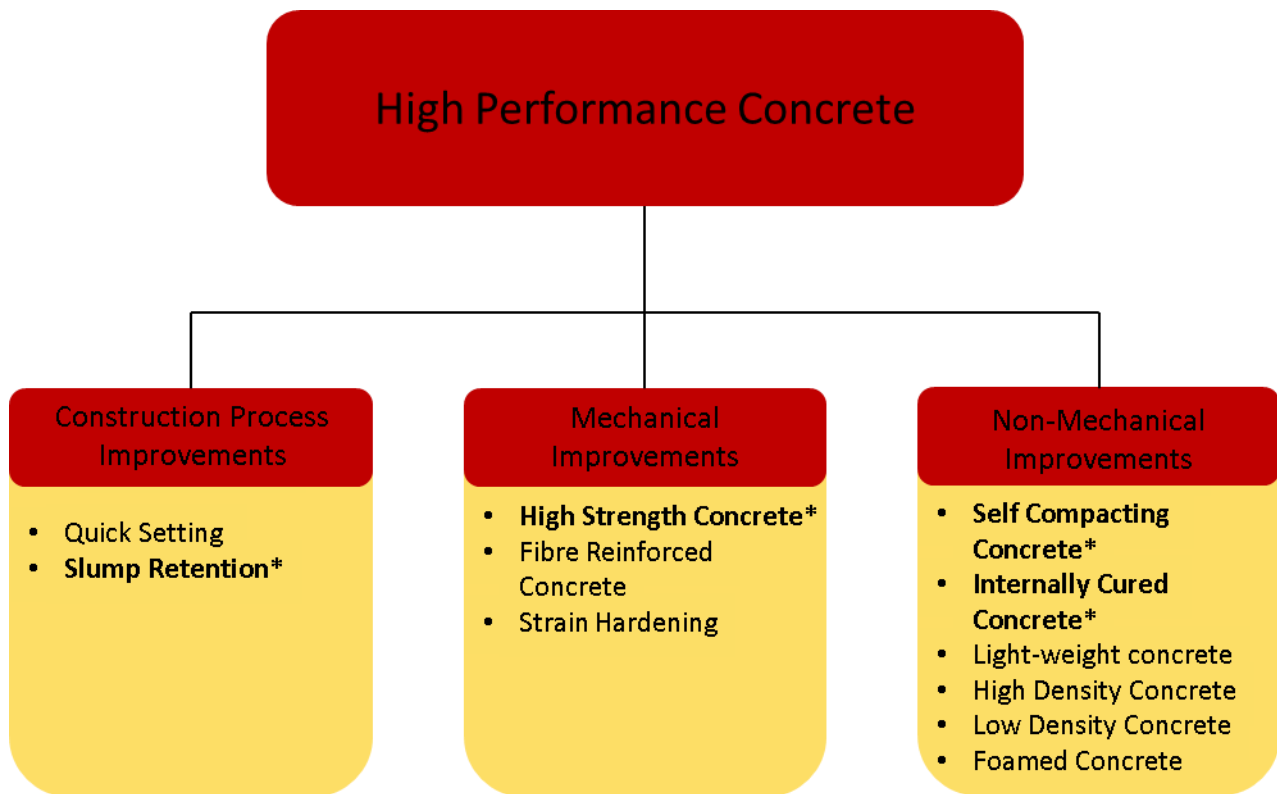 High Performance Concrete
Construction Process
Improvements
• Quick Setting
• Slump Retention*
Mechanical
Improvements
• High Strength Concrete*
• Fibre Reinforced
Concrete
• Strain Hardening
Non-Mechanical
Improvements
• Self Compacting
Concrete*
• Internally Cured
Concrete*
• Light-weight concrete
• High Density Concrete
• Low Density Concrete
• Foamed Concrete